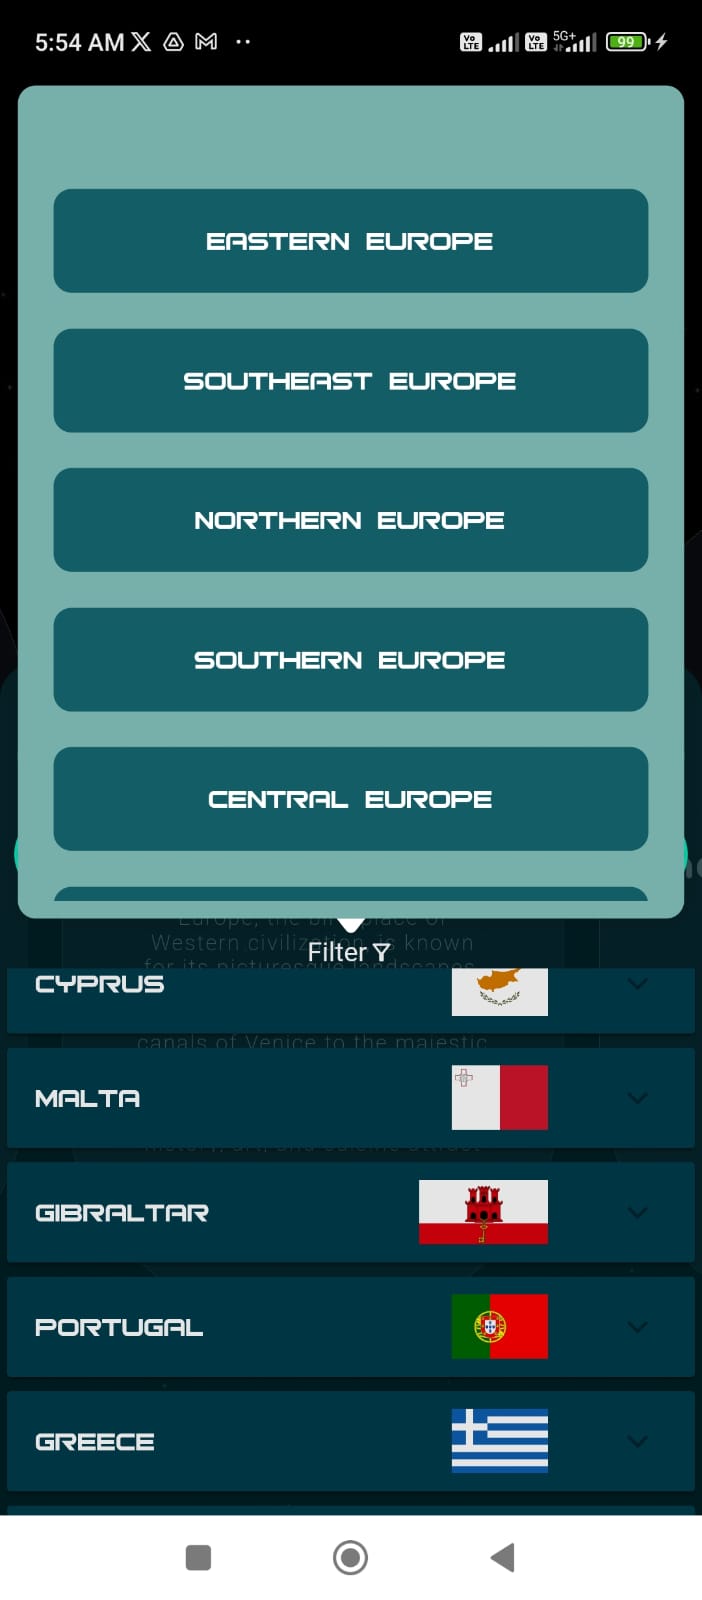 5:54 AM
Vo LTE
Vo LTE
5G+
99
EASTERN EUROPE
SOUTHEAST EUROPE
NORTHERN EUROPE
SOUTHERN EUROPE
CENTRAL EUROPE
Europe, the birthplace of
Western civilization, is known
Filter
for its picturesque landscapes,
CYPRUS
canals of Venice to the majestic
MALTA
history, art, and cuisine attract
GIBRALTAR
PORTUGAL
GREECE